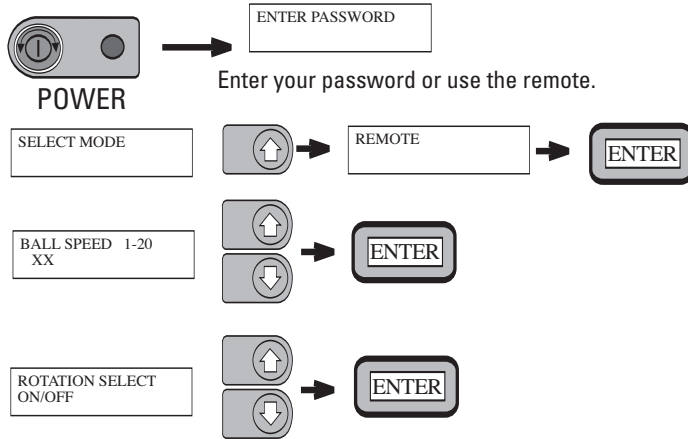 ENTER PASSWORD
Enter your password or use the remote.
POWER
SELECT MODE
REMOTE
ENTER
BALL SPEED 1-20
XX
ENTER
ROTATION SELECT
ON/OFF
ENTER